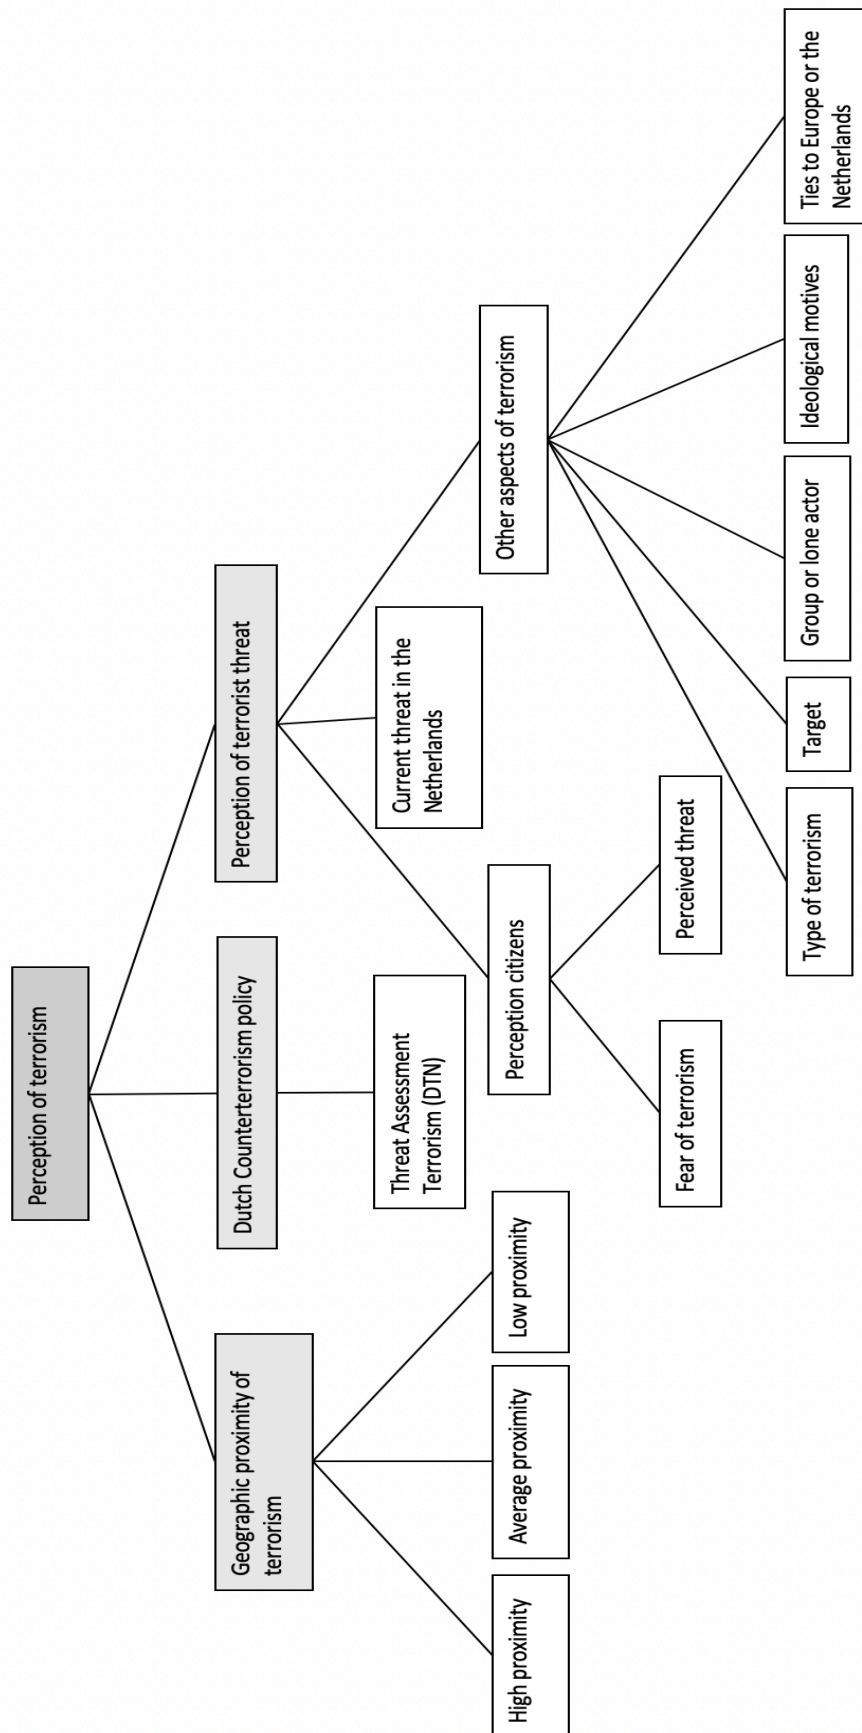 Perception of terrorism
Geographic proximity of
terrorism
Dutch Counterterrorism policy
Perception of terrorist threat
High proximity
Average proximity
Low proximity
Threat Assessment
Terrorism (DTN)
Perception citizens
Current threat in the
Netherlands
Other aspects of terrorism
Fear of terrorism
Perceived threat
Type of terrorism
Target
Group or lone actor
Ideological motives
Ties to Europe or the
Netherlands